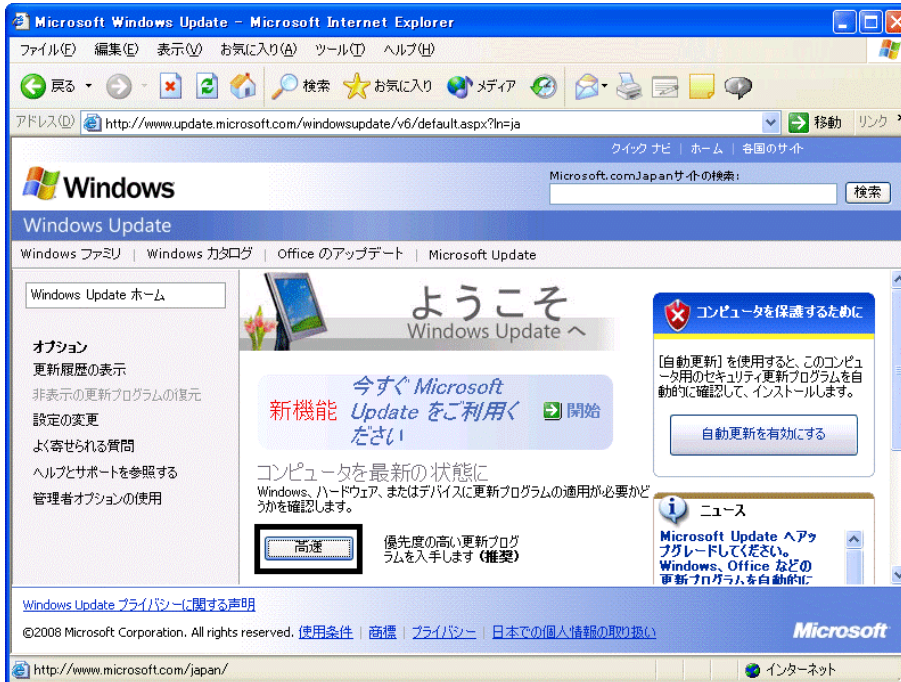 Microsoft Windows Update - Microsoft Internet Explorer
ファイル(F) 編集(E) 表示(V) お気に入り(A) ツール(T) ヘルプ(H)
戻る 検索 お気に入り メディア
アドレス(D) http://www.update.microsoft.com/windowsupdate/v6/default.aspx?ln=ja 移動 リンク
クイック ナビ | ホーム | 各国のサイト
Windows
Microsoft.comJapanサイトの検索:
検索
Windows Update
Windows ファミリ | Windows カタログ | Office のアップデート | Microsoft Update
Windows Update ホーム
オプション
更新履歴の表示
非表示の更新プログラムの復元
設定の変更
よく寄せられる質問
ヘルプとサポートを参照する
管理者オプションの使用
ようこそ
Windows Update へ
新機能
今すぐ Microsoft
Update をご利用く
ださい
開始
コンピュータを最新の状態に
Windows、ハードウェア、またはデバイスに更新プログラムの適用が必要かど
うかを確認します。
高速
優先度の高い更新プログ
ラムを入手します (推奨)
コンピュータを保護するために
[自動更新] を使用すると、このコンピュ
ータ用のセキュリティ更新プログラムを自
動的に確認して、インストールします。
自動更新を有効にする
ニュース
Microsoft Update へアッ
プグレードしてください。
Windows、Office などの
更新プログラムを自動的に
Windows Update プライバシーに関する声明
©2008 Microsoft Corporation. All rights reserved. 使用条件 | 商標 | プライバシー | 日本での個人情報の取り扱い
Microsoft
http://www.microsoft.com/japan/ インターネット